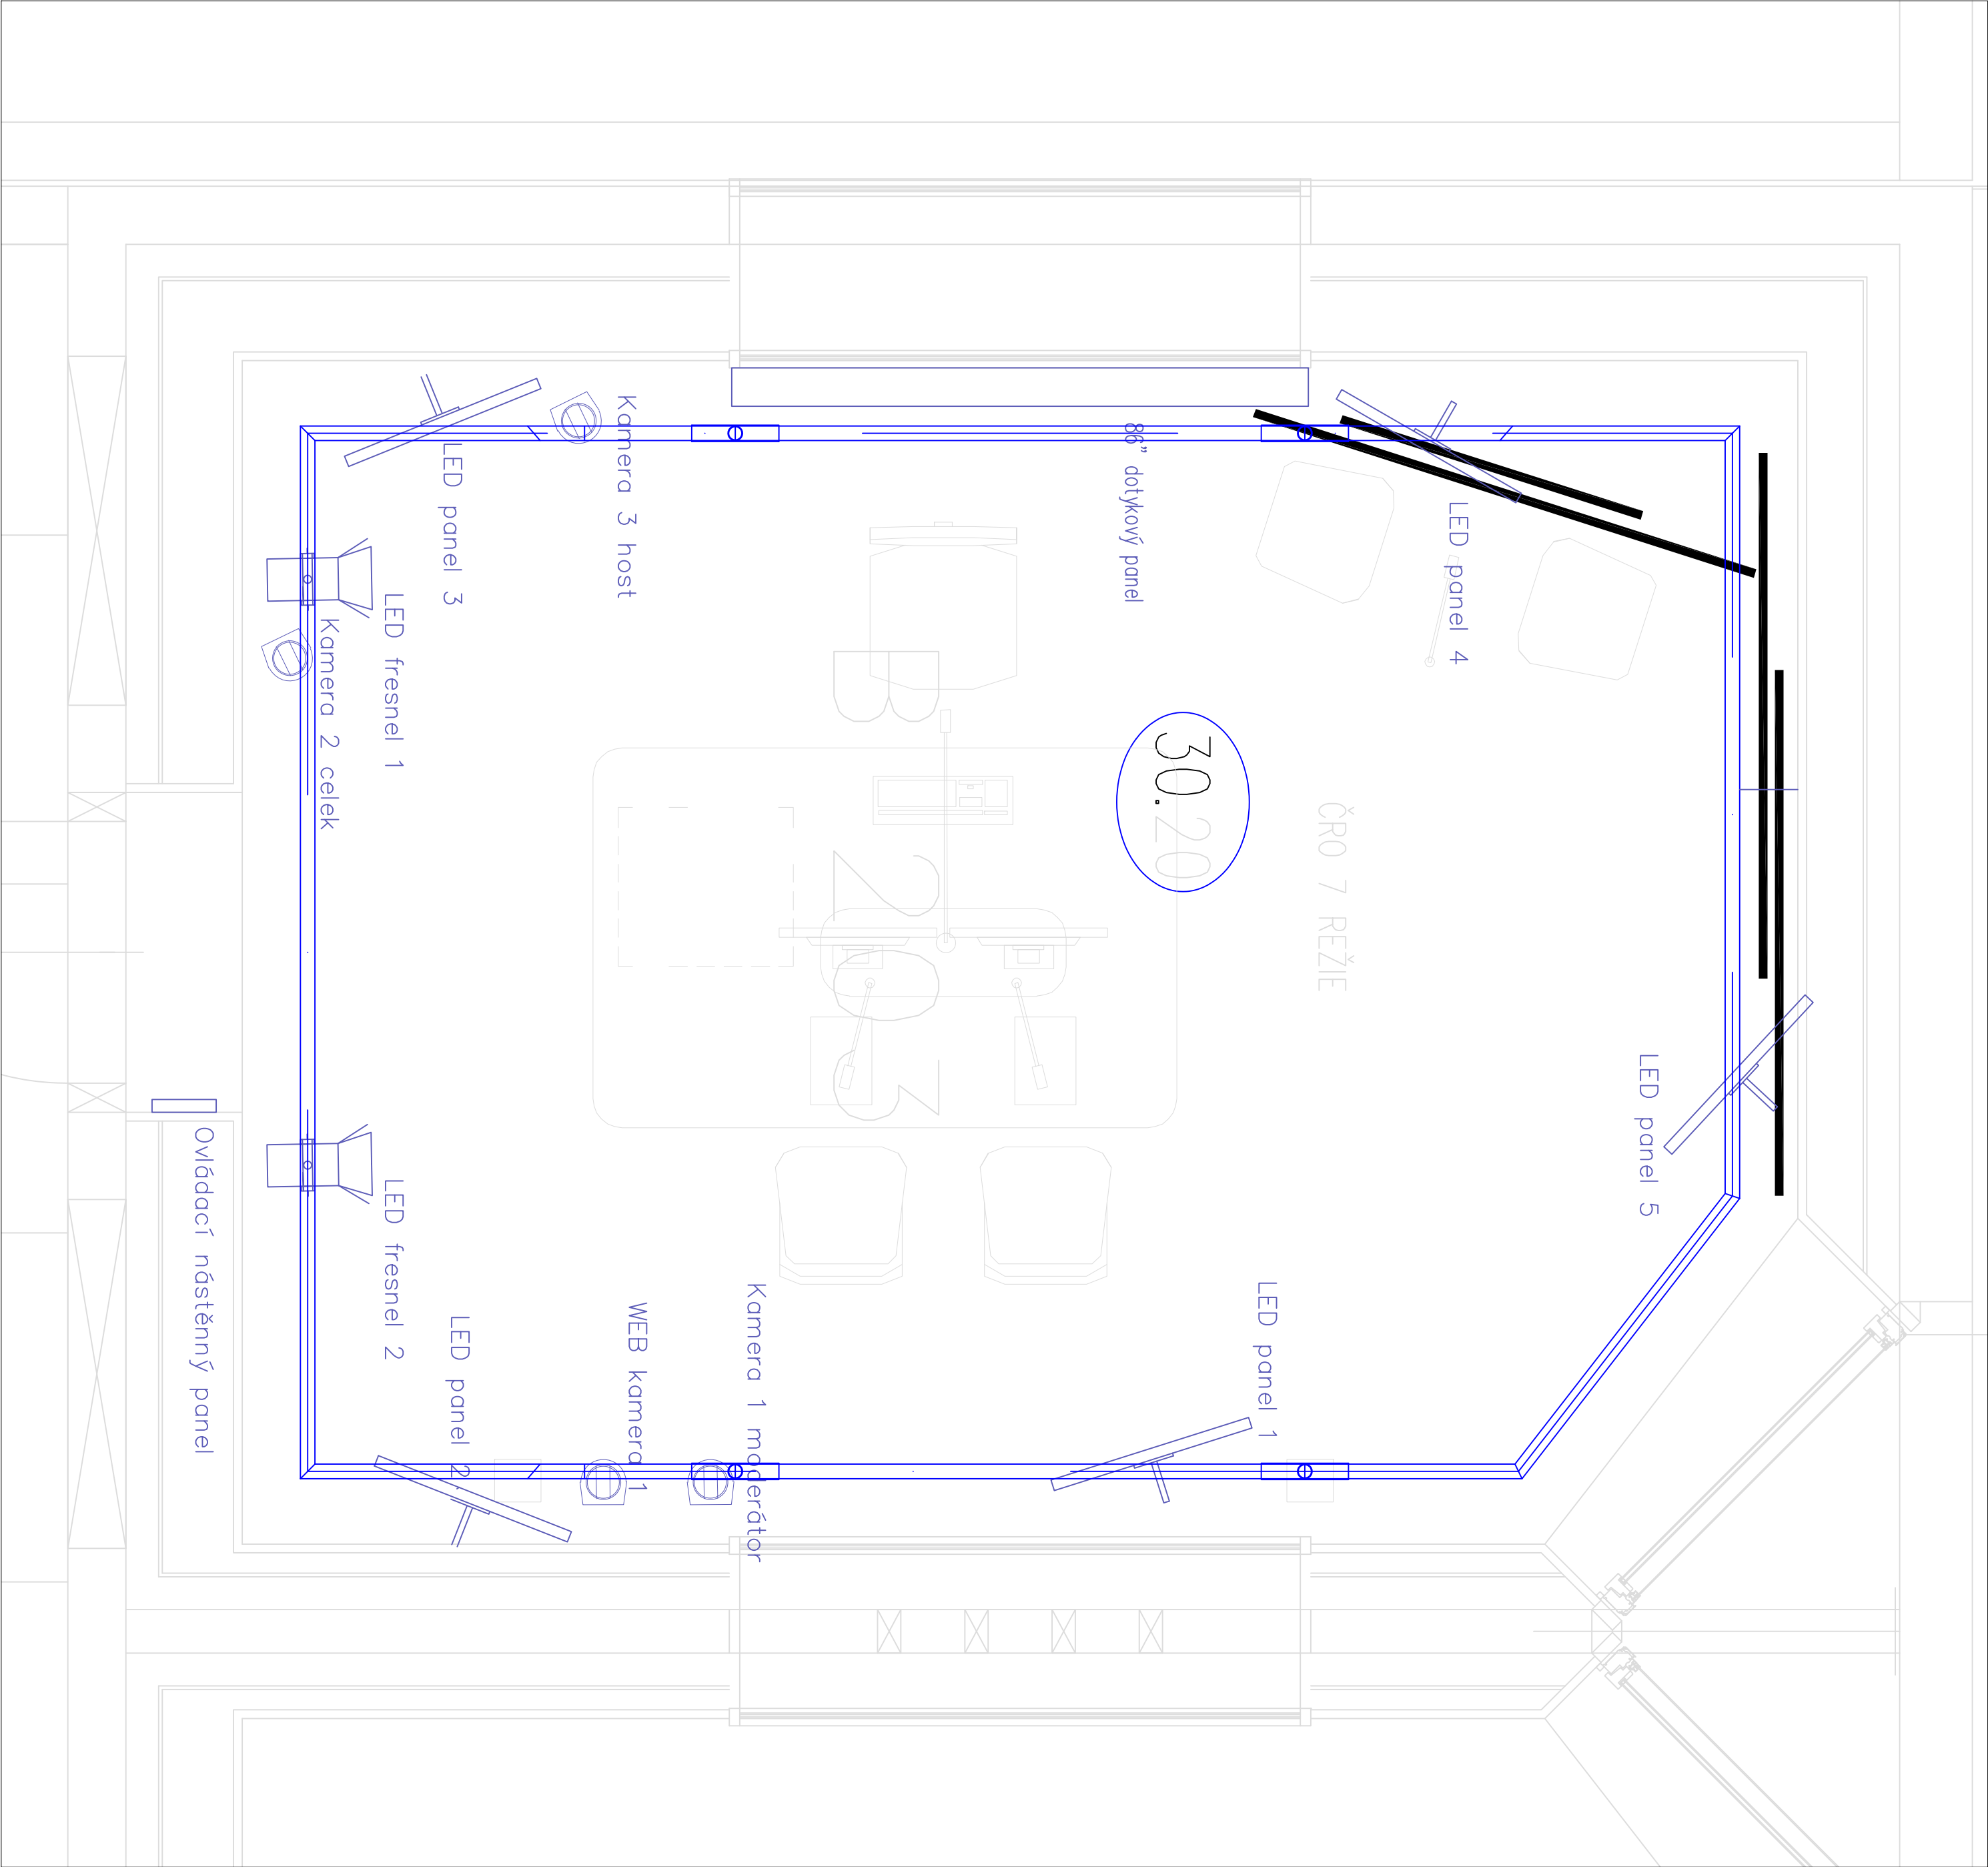 LED panel 5
LED panel 4
ČRO 7 REŽIE
LED panel 1
30.20
86” dotykový panel
B203
Kamera 1 moderátor
Kamera 3 host
WEB kamera 1
LED panel 3
LED panel 2
LED fresnel 1
LED fresnel 2
Kamera 2 celek
Ovládací nástěnný panel